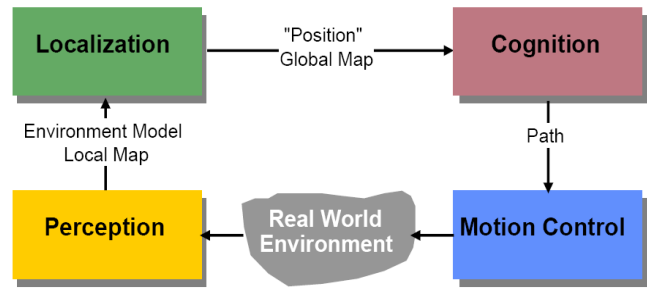 Localization
"Position"
Global Map
Cognition
Environment Model
Local Map
Path
Perception
Real World
Environment
Motion Control